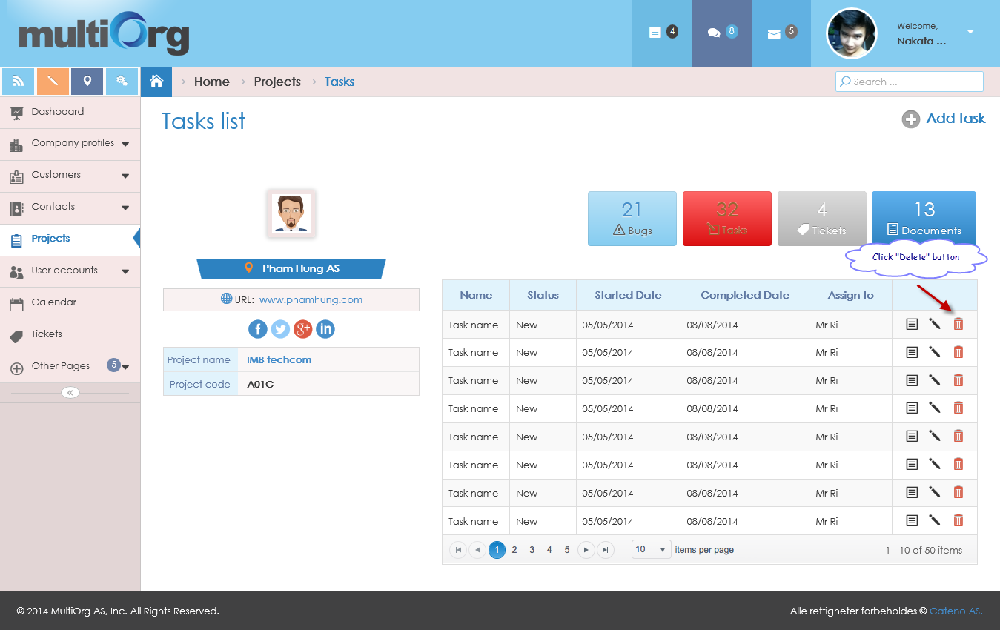 multiOrg
4
8
5
Welcome,
Nakata ...
Home
Projects
Tasks
Search ...
Dashboard
Company profiles
Customers
Contacts
Projects
User accounts
Calendar
Tickets
Other Pages 5
«
Tasks list
Add task
Pham Hung AS
URL: www.phamhung.com
f g+ in
Project name IMB techcom
Project code A01C
21
Bugs
32
Tasks
4
Tickets
13
Documents
Click "Delete" button
Name Status Started Date Completed Date Assign to
Task name New 05/05/2014 08/08/2014 Mr Ri
Task name New 05/05/2014 08/08/2014 Mr Ri
Task name New 05/05/2014 08/08/2014 Mr Ri
Task name New 05/05/2014 08/08/2014 Mr Ri
Task name New 05/05/2014 08/08/2014 Mr Ri
Task name New 05/05/2014 08/08/2014 Mr Ri
Task name New 05/05/2014 08/08/2014 Mr Ri
Task name New 05/05/2014 08/08/2014 Mr Ri
1 2 3 4 5 10 items per page 1 - 10 of 50 items
© 2014 MultiOrg AS, Inc. All Rights Reserved.
Alle rettigheter forbeholdes © Cateno AS.